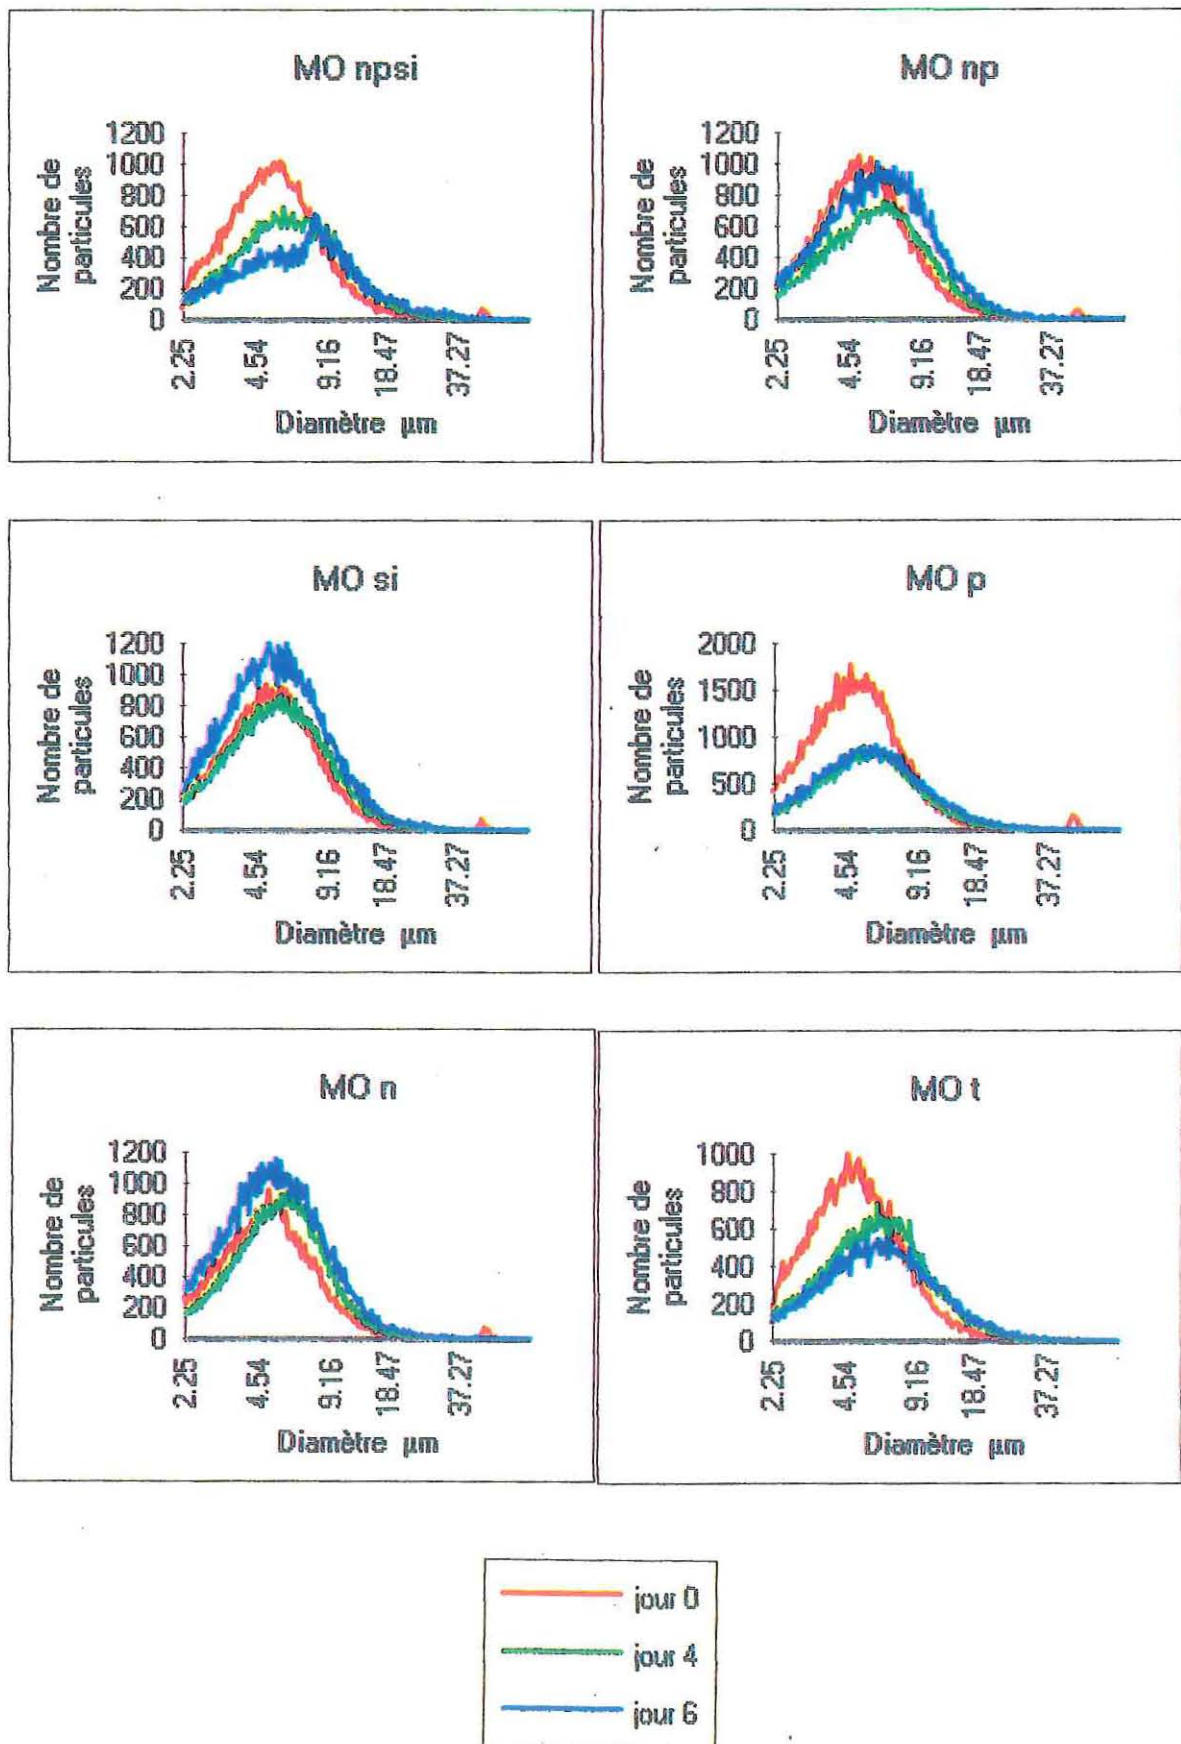 MO npsi
Nombre de
particules
1200
1000
800
600
400
200
0
2.25
4.54
9.16
18.47
37.27
Diamètre µm
MO np
Nombre de
particules
1200
1000
800
600
400
200
0
2.25
4.54
9.16
18.47
37.27
Diamètre µm
MO si
Nombre de
particules
1200
1000
800
600
400
200
0
2.25
4.54
9.16
18.47
37.27
Diamètre µm
MO p
Nombre de
particules
2000
1500
1000
500
0
2.25
4.54
9.16
18.47
37.27
Diamètre µm
MO n
Nombre de
particules
1200
1000
800
600
400
200
0
2.25
4.54
9.16
18.47
37.27
Diamètre µm
MO t
Nombre de
particules
1000
800
600
400
200
0
2.25
4.54
9.16
18.47
37.27
Diamètre µm
jour 0
jour 4
jour 6